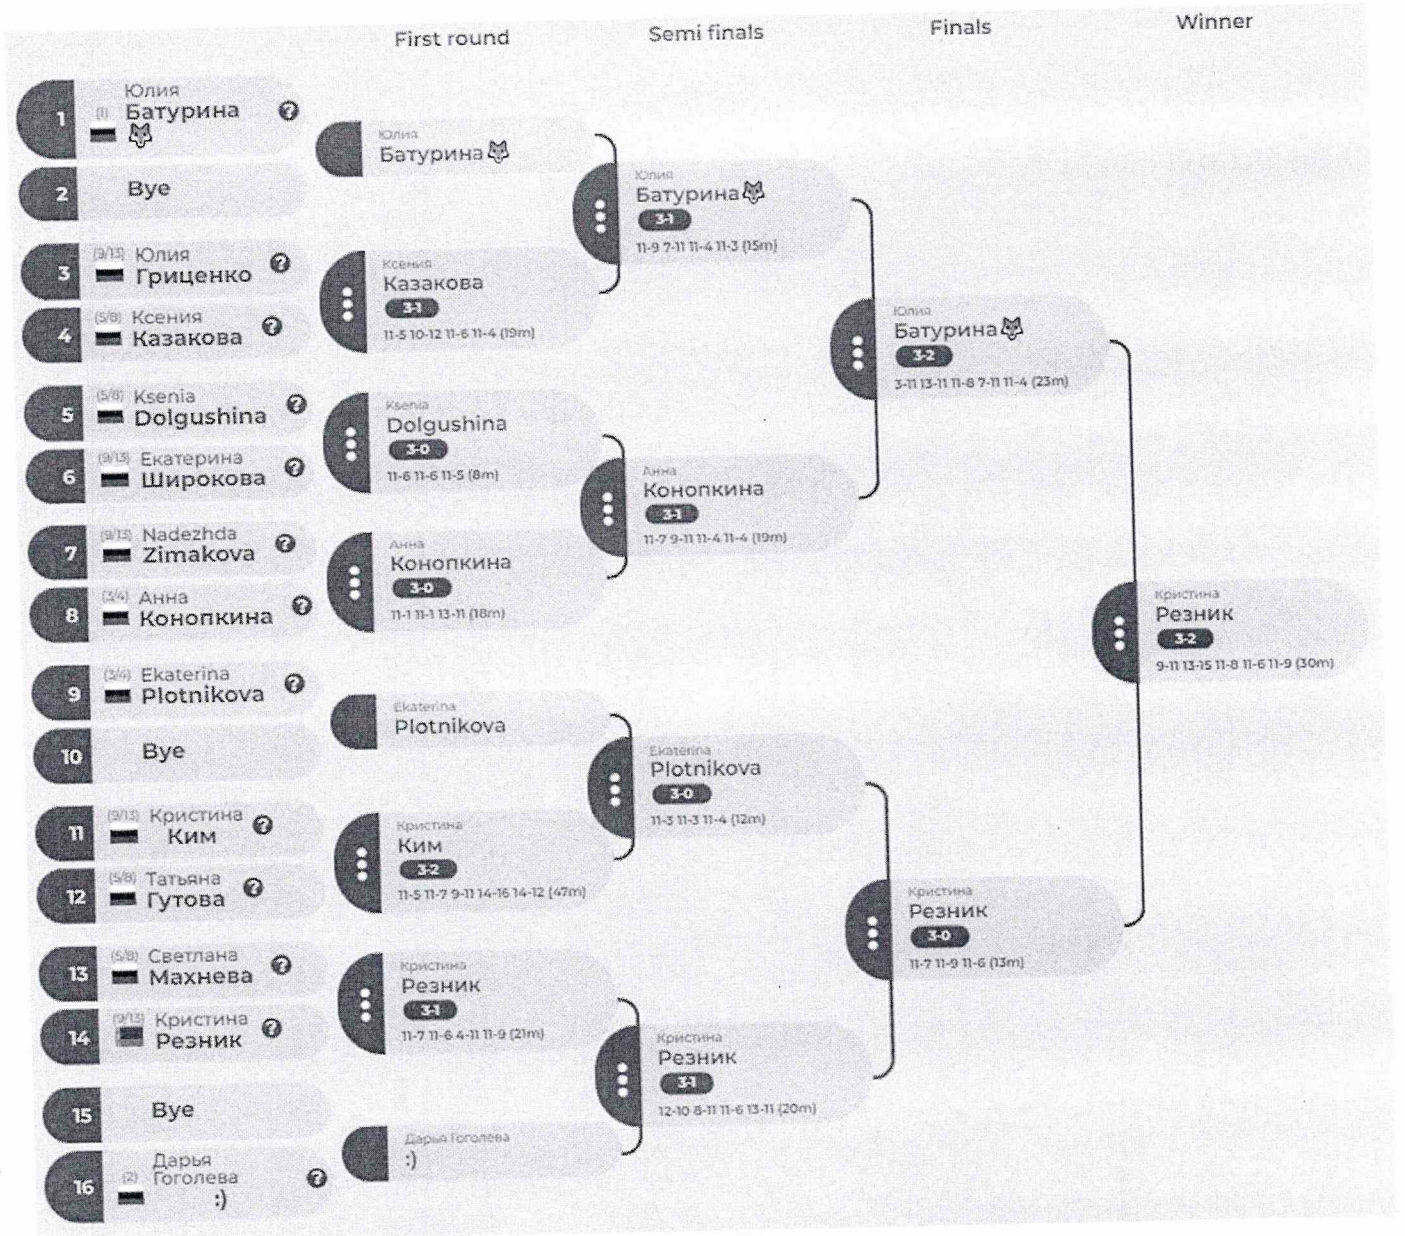 First round
Semi finals
Finals
Winner
1
(1)
Юлия
Батурина
2
Bye
3
(9/13) Юлия
Гриценко
4
(5/8) Ксения
Казакова
5
(5/8) Ksenia
Dolgushina
6
(9/13) Екатерина
Широкова
7
(9/13) Nadezhda
Zimakova
8
(3/4) Анна
Конопкина
9
(3/4) Ekaterina
Plotnikova
10
Bye
11
(9/13) Кристина
Ким
12
(5/8) Татьяна
Гутова
13
(5/8) Светлана
Махнева
14
(9/13) Кристина
Резник
15
Bye
16
(2)
Дарья
Гоголева
:)
Юлия
Батурина
Ксения
Казакова
3-1
11-5 10-12 11-6 11-4 (19m)
Ksenia
Dolgushina
3-0
11-6 11-6 11-5 (8m)
Анна
Конопкина
3-0
11-1 11-1 13-11 (18m)
Ekaterina
Plotnikova
Кристина
Ким
3-2
11-5 11-7 9-11 14-16 14-12 (47m)
Кристина
Резник
3-1
11-7 11-6 4-11 11-9 (21m)
Дарья Гоголева
:)
Юлия
Батурина
3-1
11-9 7-11 11-4 11-3 (15m)
Анна
Конопкина
3-1
11-7 9-11 11-4 11-4 (19m)
Ekaterina
Plotnikova
3-0
11-3 11-3 11-4 (12m)
Кристина
Резник
3-1
12-10 8-11 11-6 13-11 (20m)
Юлия
Батурина
3-2
3-11 13-11 11-8 7-11 11-4 (23m)
Кристина
Резник
3-0
11-7 11-9 11-6 (13m)
Кристина
Резник
3-2
9-11 13-15 11-8 11-6 11-9 (30m)